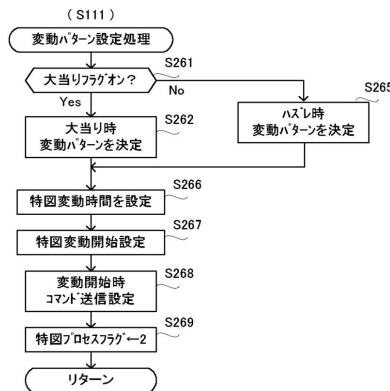 ( S111 )
変動パターン設定処理
S261
大当りフラグオン？
No
S265
Yes
S262
大当り時
変動パターンを決定
ハズレ時
変動パターンを決定
S266
特図変動時間を設定
S267
特図変動開始設定
S268
変動開始時
コマンド送信設定
S269
特図プロセスフラグ←2
リターン